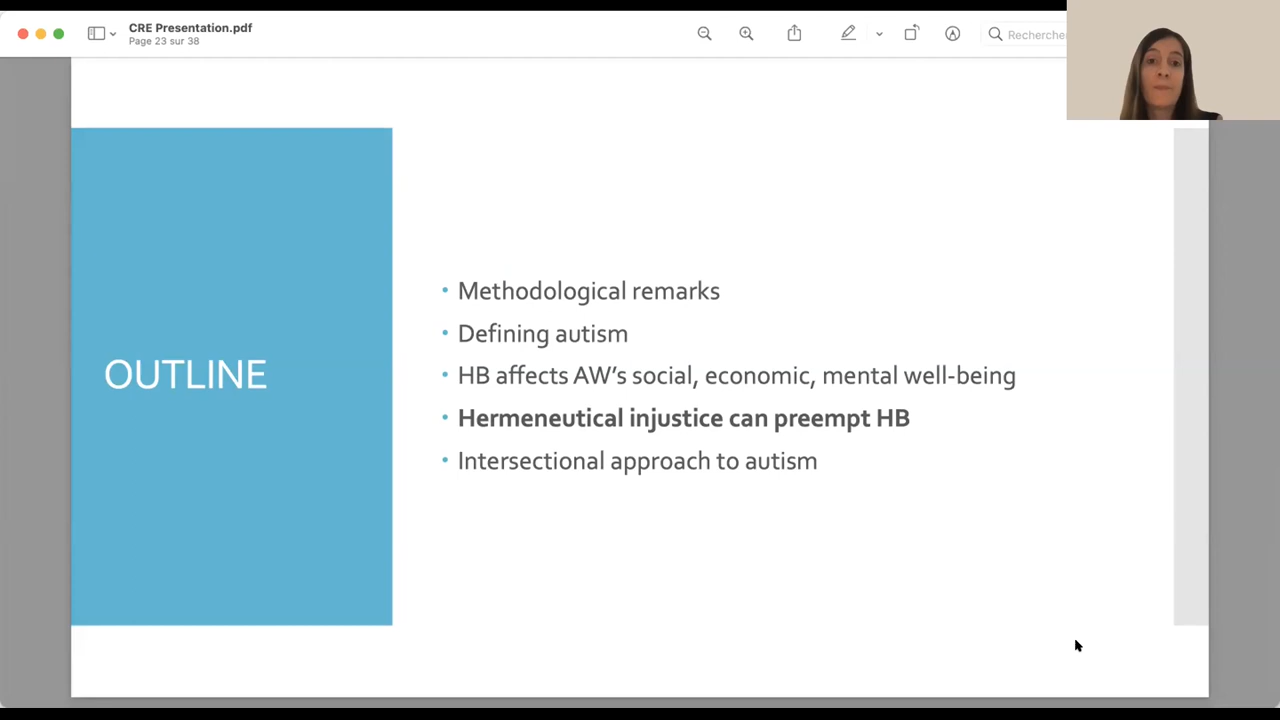 CRE Presentation.pdf
Page 23 sur 38
Recherche
OUTLINE
• Methodological remarks
• Defining autism
• HB affects AW's social, economic, mental well-being
• Hermeneutical injustice can preempt HB
• Intersectional approach to autism